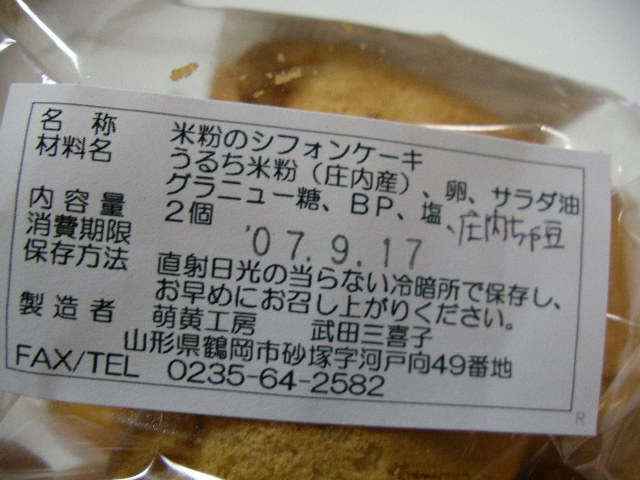 名称 米粉のシフォンケーキ
材料名 うるち米粉（庄内産）、卵、サラダ油
グラニュー糖、ＢＰ、塩、庄内ちゃ豆
内容量 ２個
消費期限 '07.9.17
保存方法 直射日光の当らない冷暗所で保存し、
お早めにお召し上がりください。
製造者 萌黄工房 武田三喜子
山形県鶴岡市砂塚字河戸向49番地
FAX/TEL 0235-64-2582
R